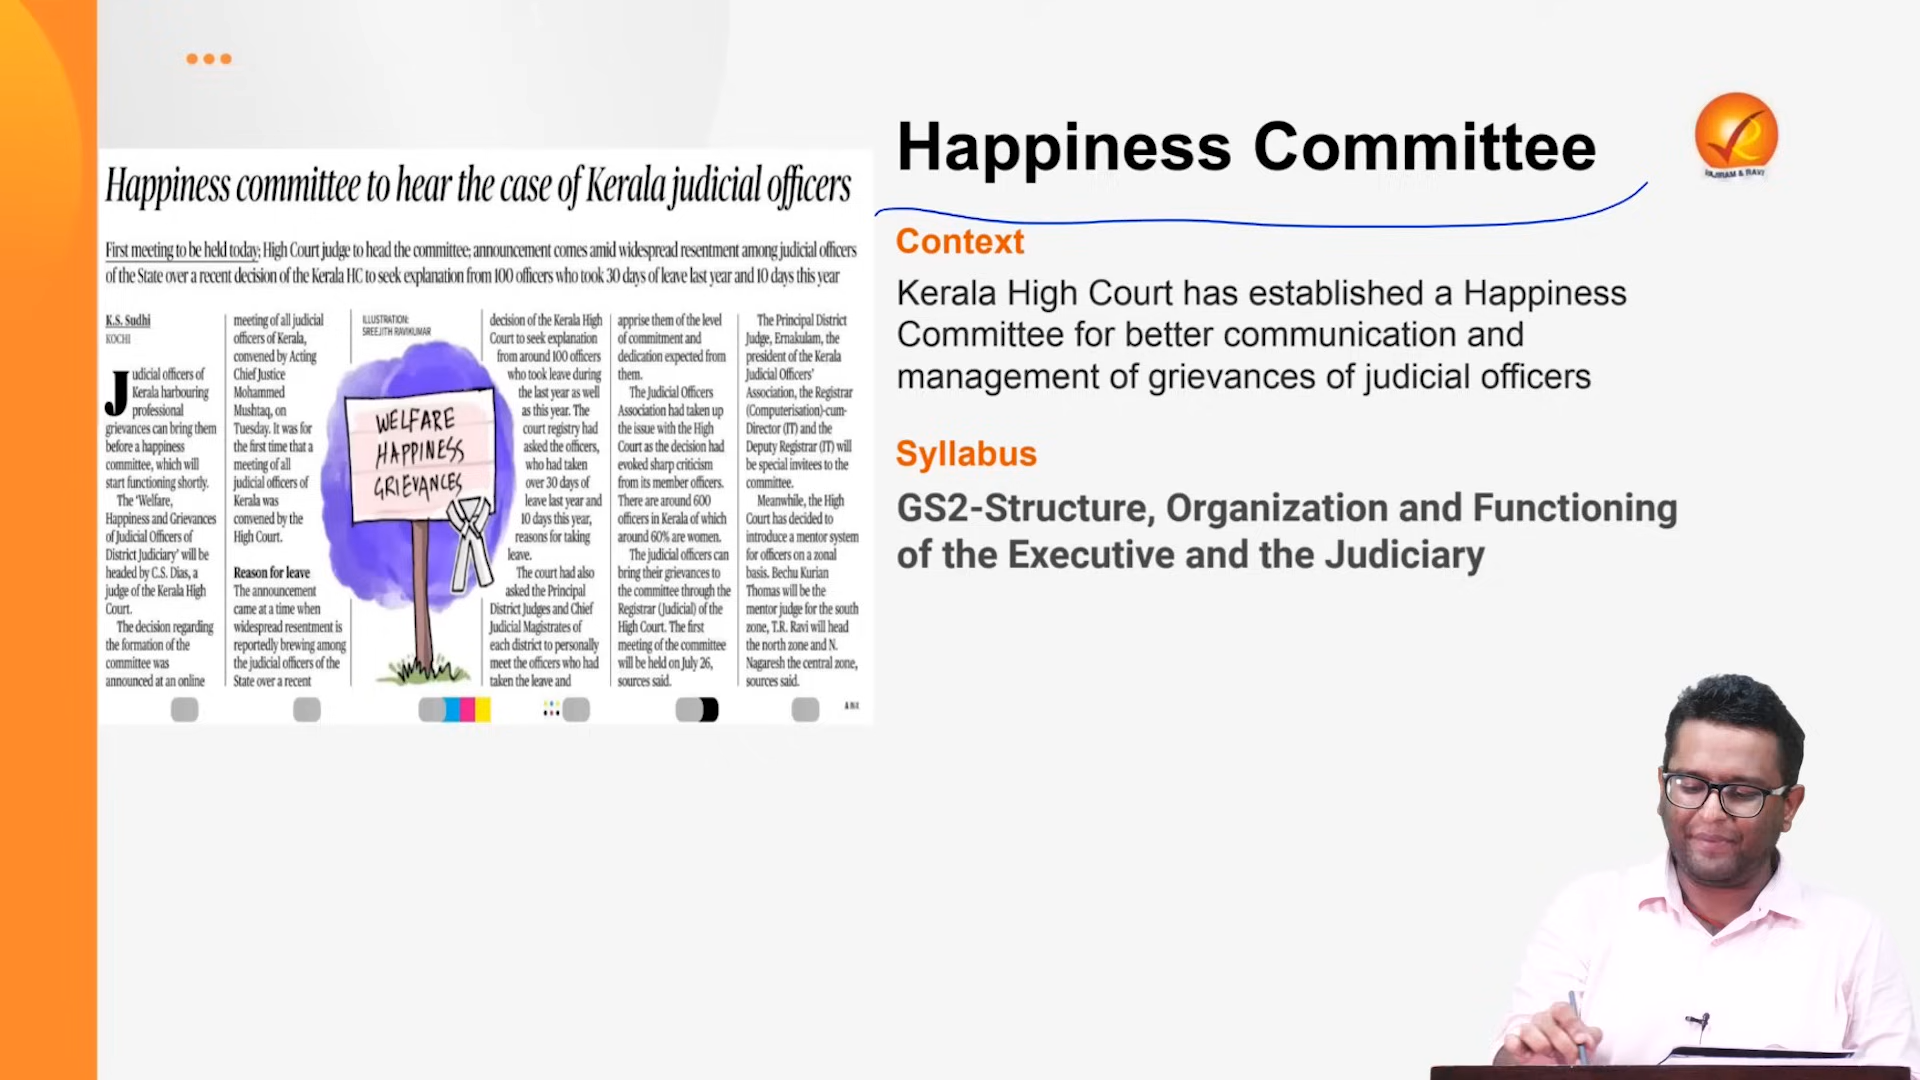 Happiness Committee
VAJIRAM & RAVI
Context
Kerala High Court has established a Happiness
Committee for better communication and
management of grievances of judicial officers
Syllabus
GS2-Structure, Organization and Functioning
of the Executive and the Judiciary
Happiness committee to hear the case of Kerala judicial officers
First meeting to be held today; High Court judge to head the committee; announcement comes amid widespread resentment among judicial officers
of the State over a recent decision of the Kerala HC to seek explanation from 100 officers who took 30 days of leave last year and 10 days this year
K.S. Sudhi
KOCHI
Judicial officers of
Kerala harbouring
professional
grievances can bring them
before a happiness
committee, which will
start functioning shortly.
The 'Welfare,
Happiness and Grievances
of Judicial Officers of
District Judiciary' will be
headed by C.S. Dias, a
judge of the Kerala High
Court.
The decision regarding
the formation of the
committee was
announced at an online
meeting of all judicial
officers of Kerala,
convened by Acting
Chief Justice
Mohammed
Mushtaq, on
Tuesday. It was for
the first time that a
meeting of all
judicial officers of
Kerala was
convened by the
High Court.
Reason for leave
The announcement
came at a time when
widespread resentment is
reportedly brewing among
the judicial officers of the
State over a recent
ILLUSTRATION:
SREEJITH RAVIKUMAR
WELFARE
HAPPINESS
GRIEVANCES
decision of the Kerala High
Court to seek explanation
from around 100 officers
who took leave during
the last year as well
as this year. The
court registry had
asked the officers,
who had taken
over 30 days of
leave last year and
10 days this year,
reasons for taking
leave.
The court had also
asked the Principal
District Judges and Chief
Judicial Magistrates of
each district to personally
meet the officers who had
taken the leave and
apprise them of the level
of commitment and
dedication expected from
them.
The Judicial Officers
Association had taken up
the issue with the High
Court as the decision had
evoked sharp criticism
from its member officers.
There are around 600
officers in Kerala of which
around 60% are women.
The judicial officers can
bring their grievances to
the committee through the
Registrar (Judicial) of the
High Court. The first
meeting of the committee
will be held on July 26,
sources said.
The Principal District
Judge, Ernakulam, the
president of the Kerala
Judicial Officers'
Association, the Registrar
(Computerisation)-cum-
Director (IT) and the
Deputy Registrar (IT) will
be special invitees to the
committee.
Meanwhile, the High
Court has decided to
introduce a mentor system
for officers on a zonal
basis. Bechu Kurian
Thomas will be the
mentor judge for the south
zone, T.R. Ravi will head
the north zone and N.
Nagaresh the central zone,
sources said.